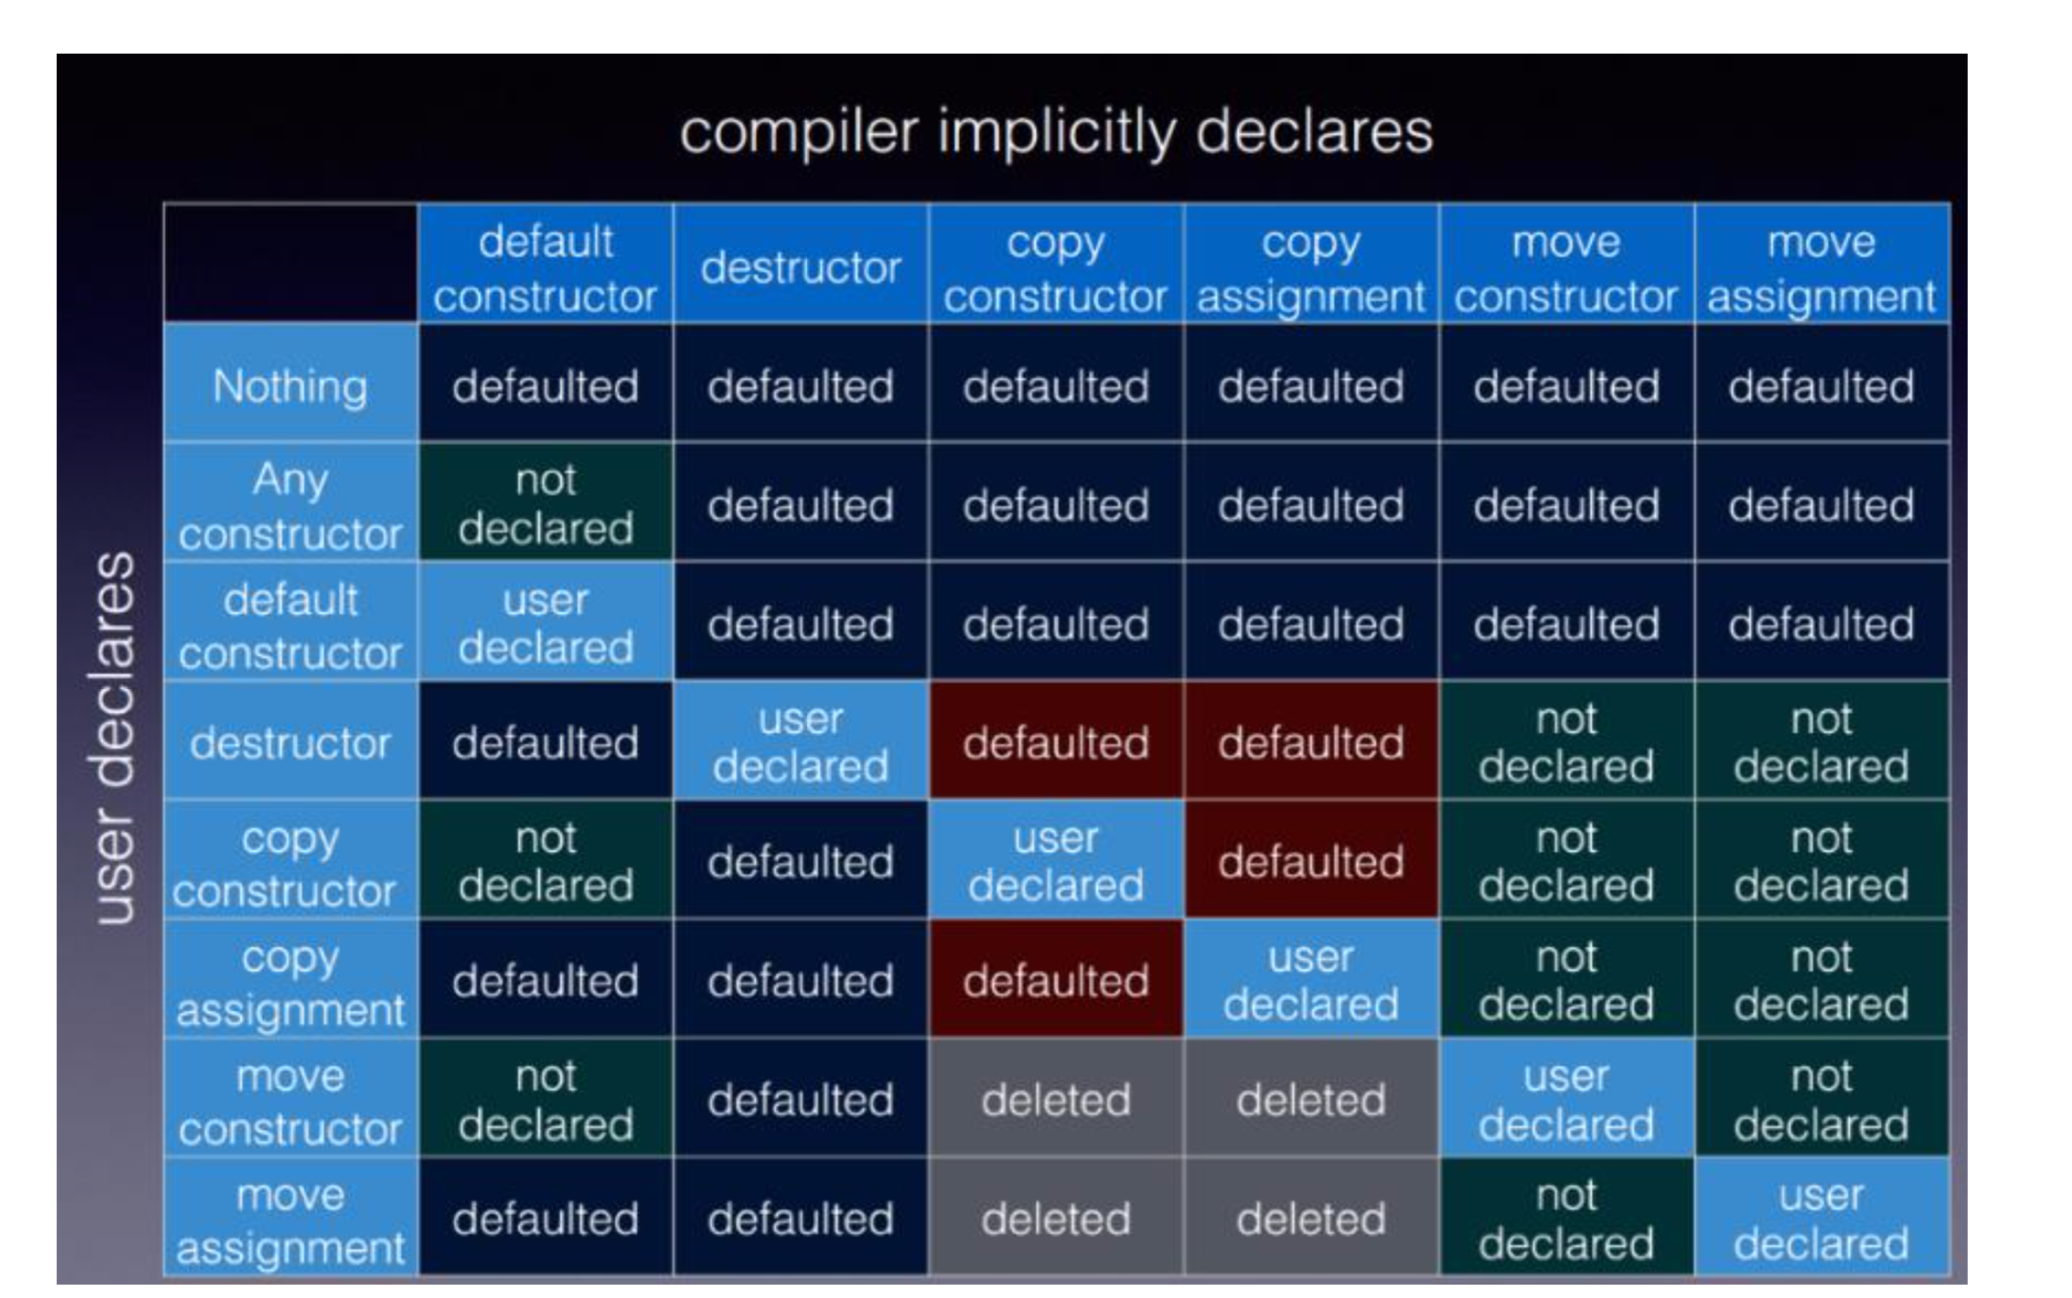 compiler implicitly declares
default constructor
destructor
copy constructor
copy assignment
move constructor
move assignment
user declares
Nothing
defaulted
defaulted
defaulted
defaulted
defaulted
defaulted
Any constructor
not declared
defaulted
defaulted
defaulted
defaulted
defaulted
default constructor
user declared
defaulted
defaulted
defaulted
defaulted
defaulted
destructor
defaulted
user declared
defaulted
defaulted
not declared
not declared
copy constructor
not declared
defaulted
user declared
defaulted
not declared
not declared
copy assignment
defaulted
defaulted
defaulted
user declared
not declared
not declared
move constructor
not declared
defaulted
deleted
deleted
user declared
not declared
move assignment
defaulted
defaulted
deleted
deleted
not declared
user declared